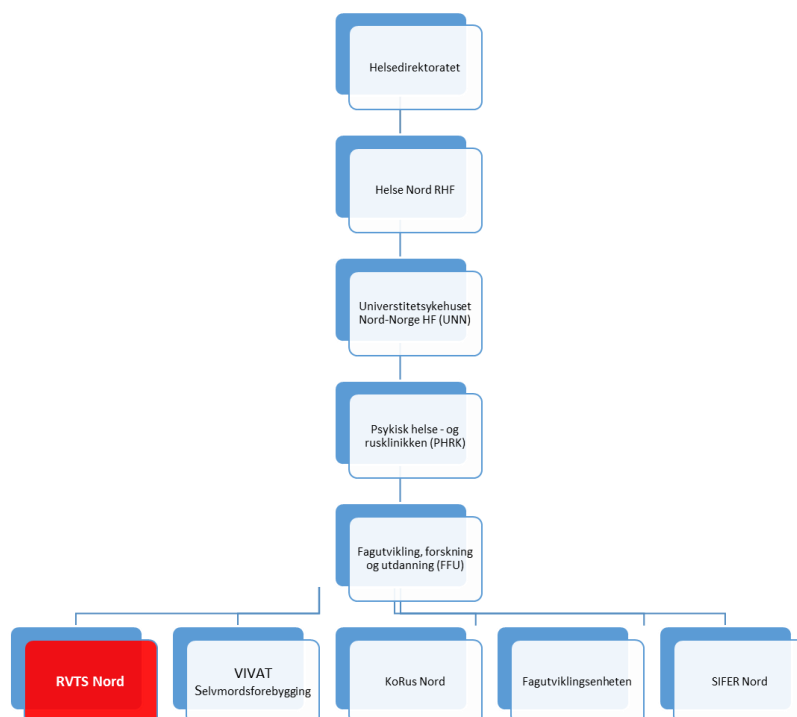 Helsedirektoratet
Helse Nord RHF
Universtitetsykehuset
Nord-Norge HF (UNN)
Psykisk helse - og
rusklinikken (PHRK)
Fagutvikling, forskning
og utdanning (FFU)
RVTS Nord
VIVAT
Selvmordsforebygging
KoRus Nord
Fagutviklingsenheten
SIFER Nord